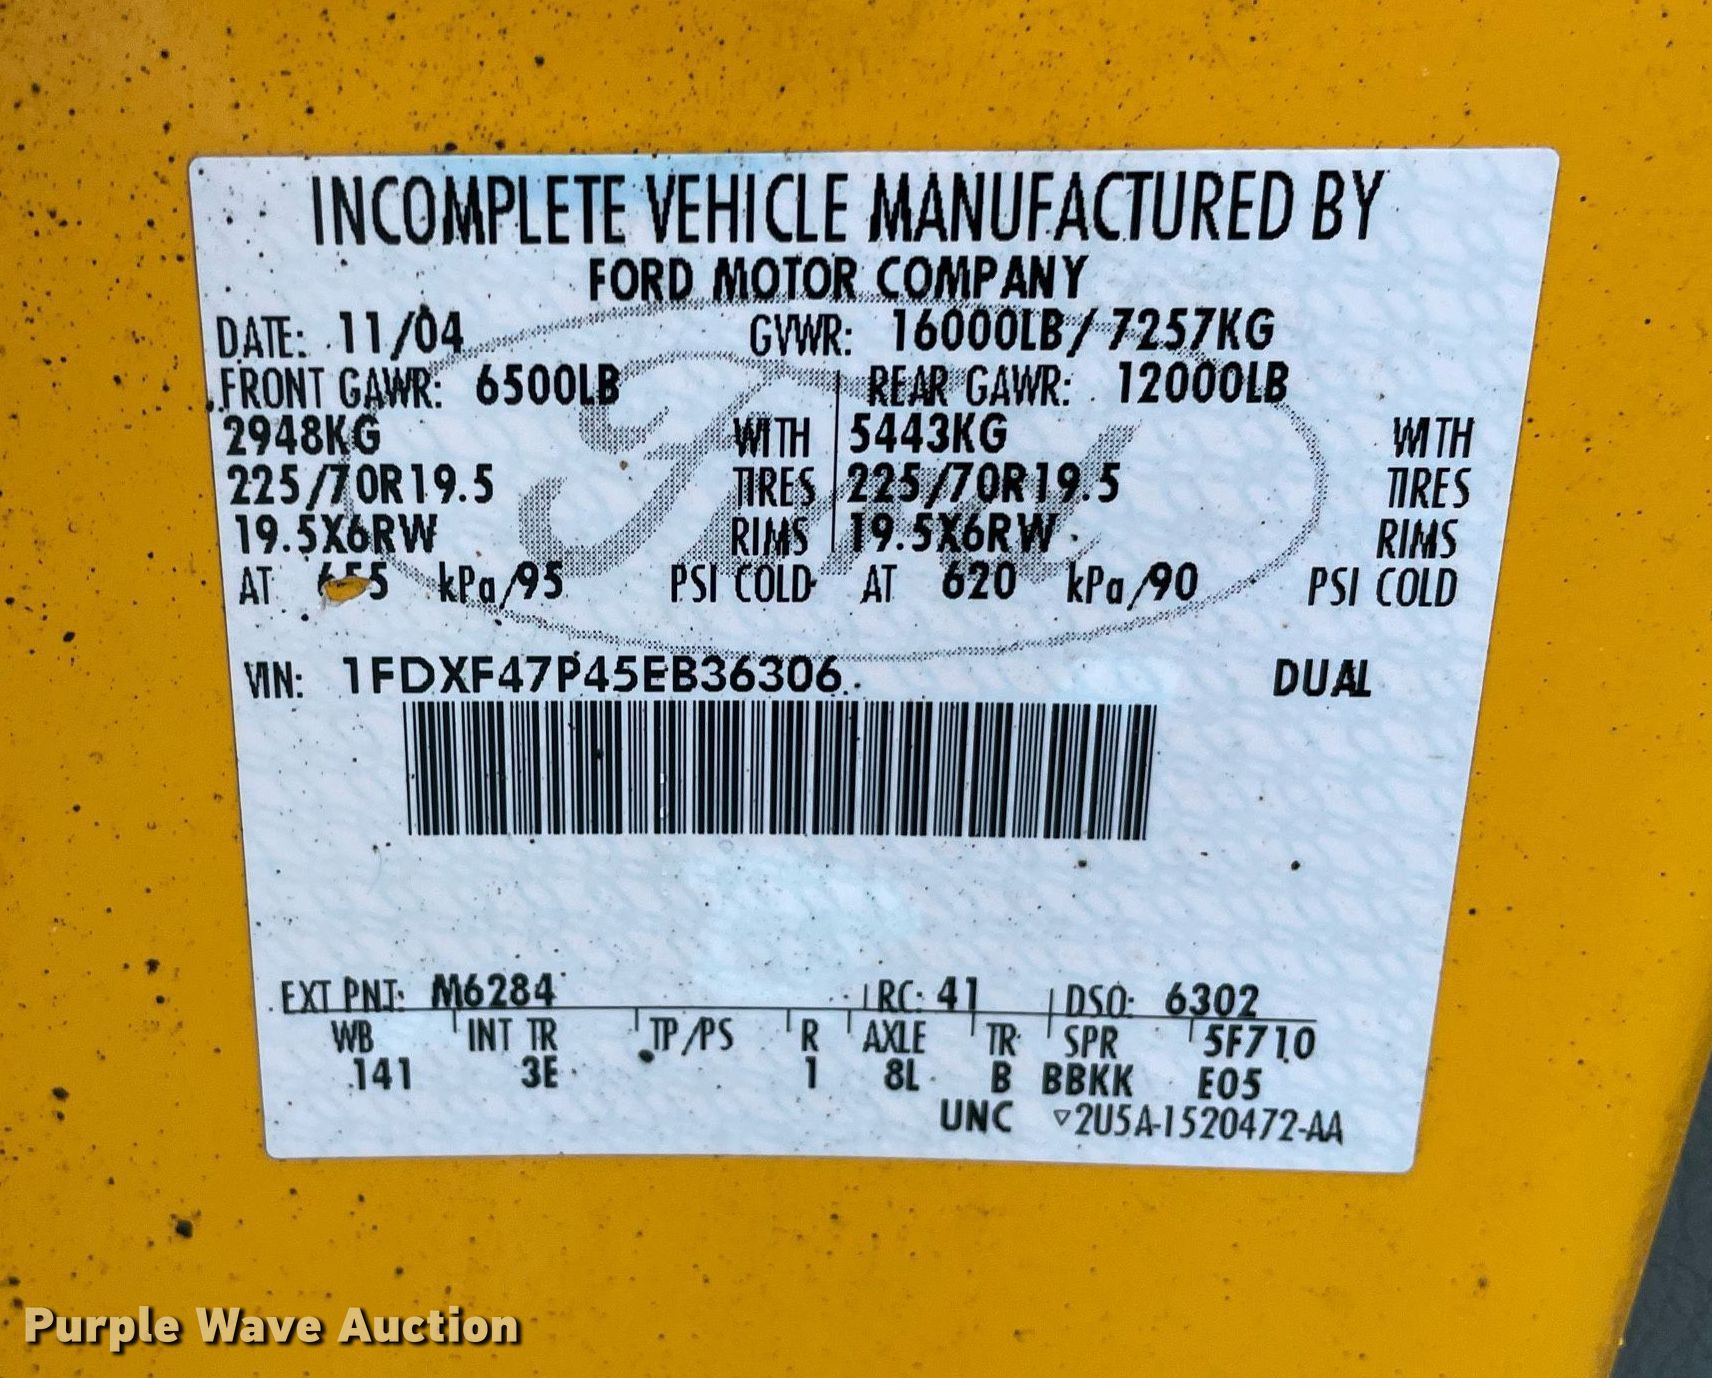 INCOMPLETE VEHICLE MANUFACTURED BY
FORD MOTOR COMPANY
DATE: 11/04 GVWR: 16000LB/7257KG
FRONT GAWR: 6500LB REAR GAWR: 12000LB
2948KG WITH 5443KG WITH
225/70R19.5 TIRES 225/70R19.5 TIRES
19.5X6RW RIMS 19.5X6RW RIMS
AT 655 kPa/95 PSI COLD AT 620 kPa/90 PSI COLD
VIN: 1FDXF47P45EB36306 DUAL
EXT PNT: M6284 RC: 41 DSO: 6302
WB INT TR TP/PS R AXLE TR SPR 5F710
141 3E 1 8L B BBKK E05
UNC ▽2U5A-1520472-AA
Ford
Purple Wave Auction